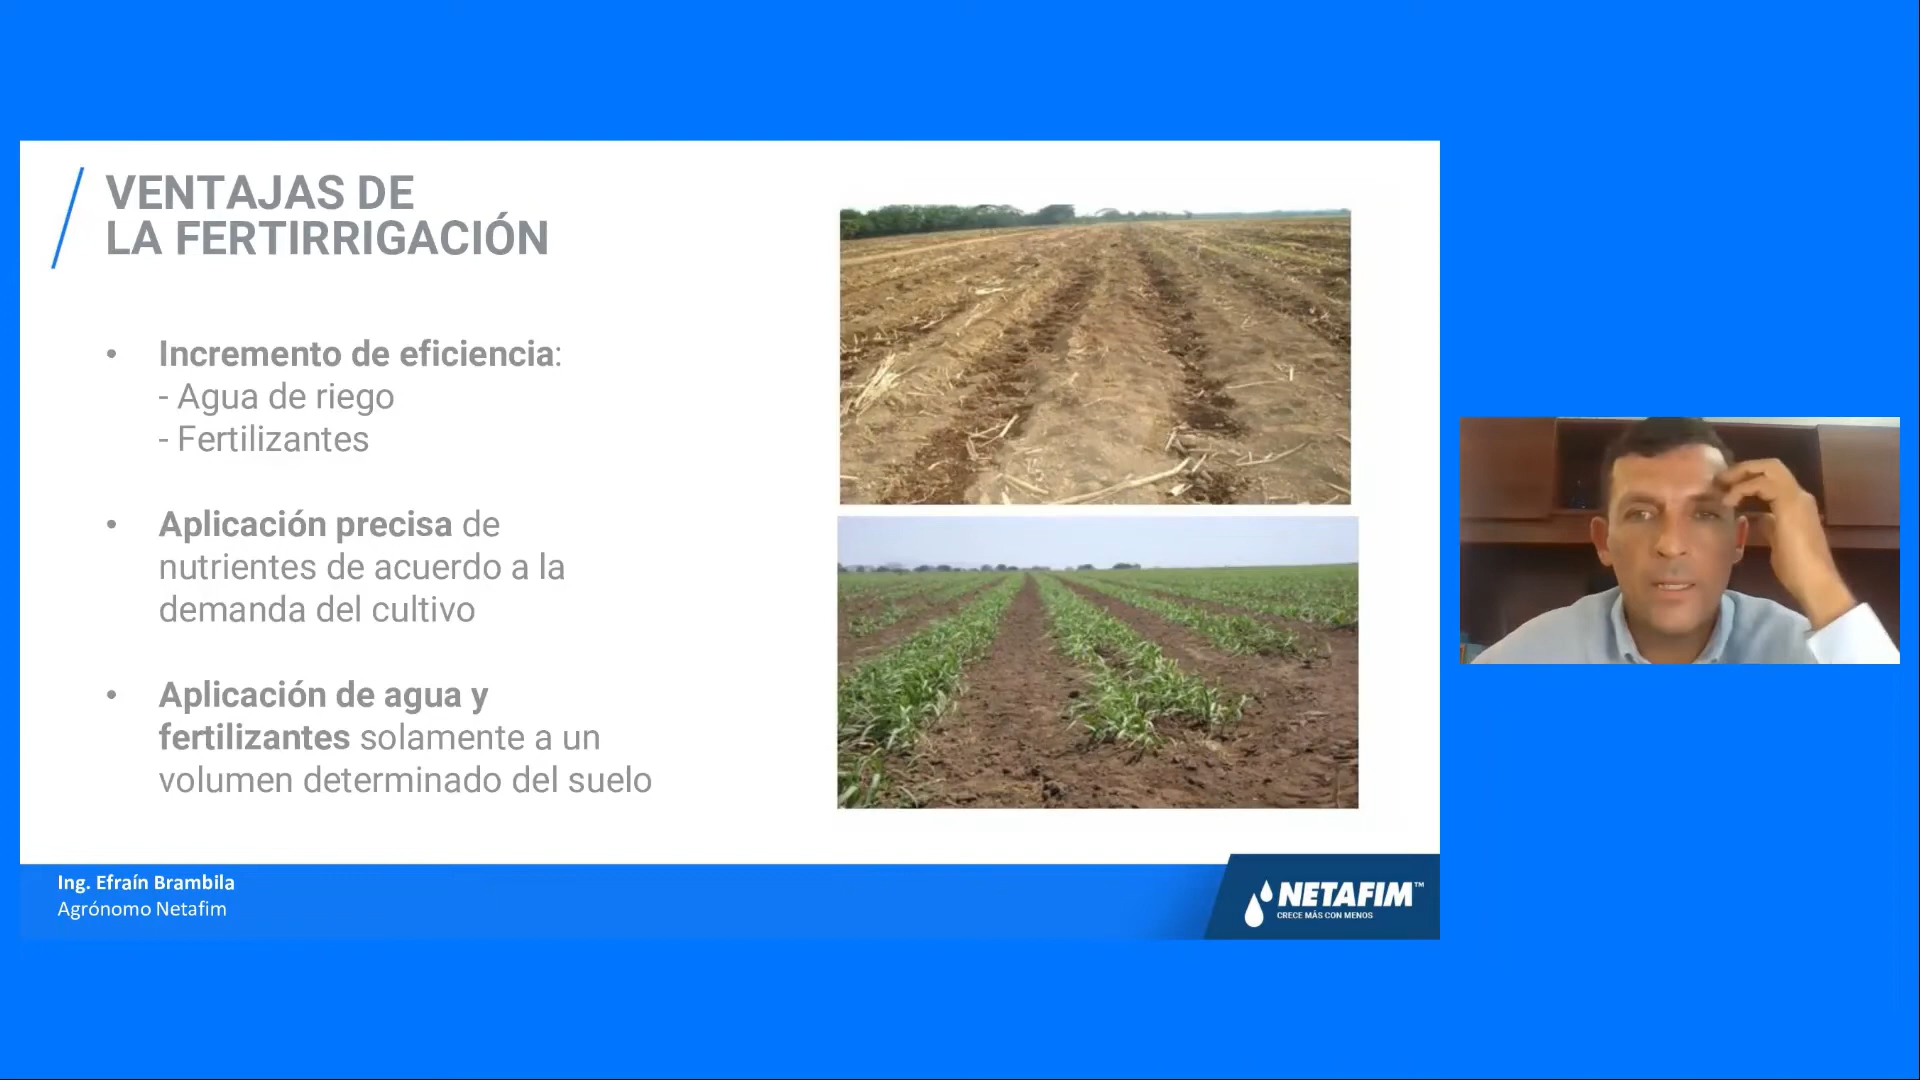 VENTAJAS DE
LA FERTIRRIGACIÓN
• Incremento de eficiencia:
- Agua de riego
- Fertilizantes
• Aplicación precisa de
nutrientes de acuerdo a la
demanda del cultivo
• Aplicación de agua y
fertilizantes solamente a un
volumen determinado del suelo
Ing. Efraín Brambila
Agrónomo Netafim
NETAFIM™
CRECE MÁS CON MENOS